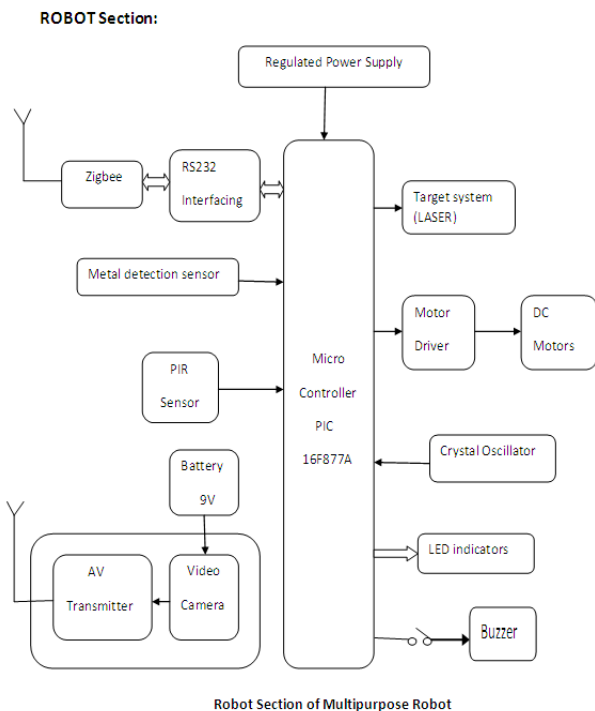 ROBOT Section:
Regulated Power Supply
Zigbee
RS232
Interfacing
Target system
(LASER)
Metal detection sensor
Motor
Driver
DC
Motors
PIR
Sensor
Micro
Controller
PIC
16F877A
Crystal Oscillator
Battery
9V
AV
Transmitter
Video
Camera
LED indicators
Buzzer
Robot Section of Multipurpose Robot